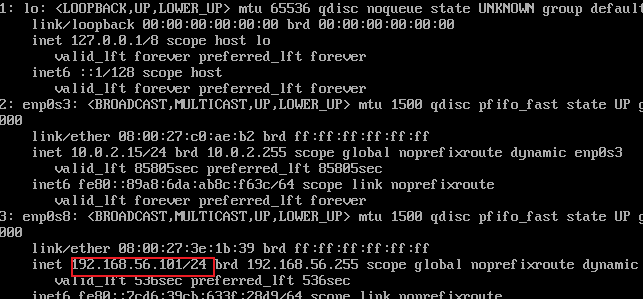 1: lo: <LOOPBACK,UP,LOWER_UP> mtu 65536 qdisc noqueue state UNKNOWN group default
link/loopback 00:00:00:00:00:00 brd 00:00:00:00:00:00
inet 127.0.0.1/8 scope host lo
valid_lft forever preferred_lft forever
inet6 ::1/128 scope host
valid_lft forever preferred_lft forever
2: enp0s3: <BROADCAST,MULTICAST,UP,LOWER_UP> mtu 1500 qdisc pfifo_fast state UP g
000
link/ether 08:00:27:c0:ae:b2 brd ff:ff:ff:ff:ff:ff
inet 10.0.2.15/24 brd 10.0.2.255 scope global noprefixroute dynamic enp0s3
valid_lft 85805sec preferred_lft 85805sec
inet6 fe80::89a8:6da:ab8c:f63c/64 scope link noprefixroute
valid_lft forever preferred_lft forever
3: enp0s8: <BROADCAST,MULTICAST,UP,LOWER_UP> mtu 1500 qdisc pfifo_fast state UP g
000
link/ether 08:00:27:3e:1b:39 brd ff:ff:ff:ff:ff:ff
inet 192.168.56.101/24 brd 192.168.56.255 scope global noprefixroute dynamic
valid_lft 536sec preferred_lft 536sec
inet6 fe80::7cd6:39cb:633f:28d9/64 scope link noprefixroute